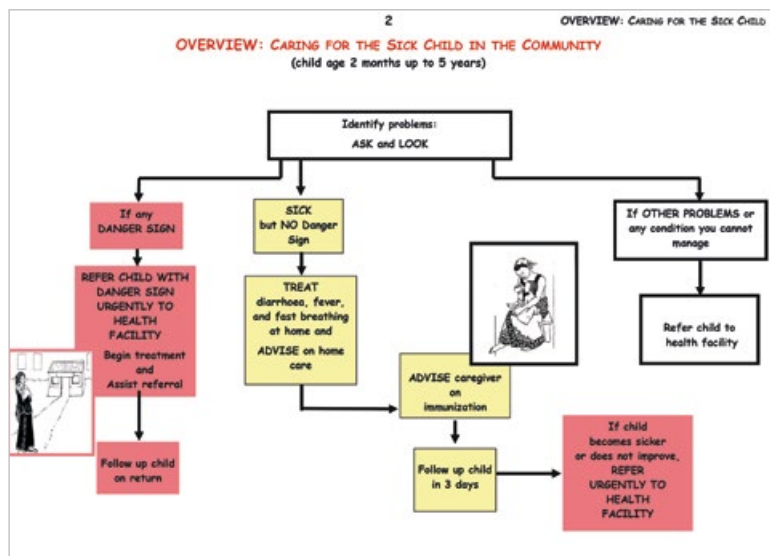 2
OVERVIEW: CARING FOR THE SICK CHILD
OVERVIEW: CARING FOR THE SICK CHILD IN THE COMMUNITY
(child age 2 months up to 5 years)
Identify problems:
ASK and LOOK
If any
DANGER SIGN
REFER CHILD WITH
DANGER SIGN
URGENTLY TO
HEALTH
FACILITY
Begin treatment
and
Assist referral
Follow up child
on return
SICK
but NO Danger
Sign
TREAT
diarrhoea, fever,
and fast breathing
at home and
ADVISE on home
care
ADVISE caregiver
on
immunization
Follow up child
in 3 days
If child
becomes sicker
or does not improve,
REFER
URGENTLY TO
HEALTH
FACILITY
If OTHER PROBLEMS or
any condition you cannot
manage
Refer child to
health facility